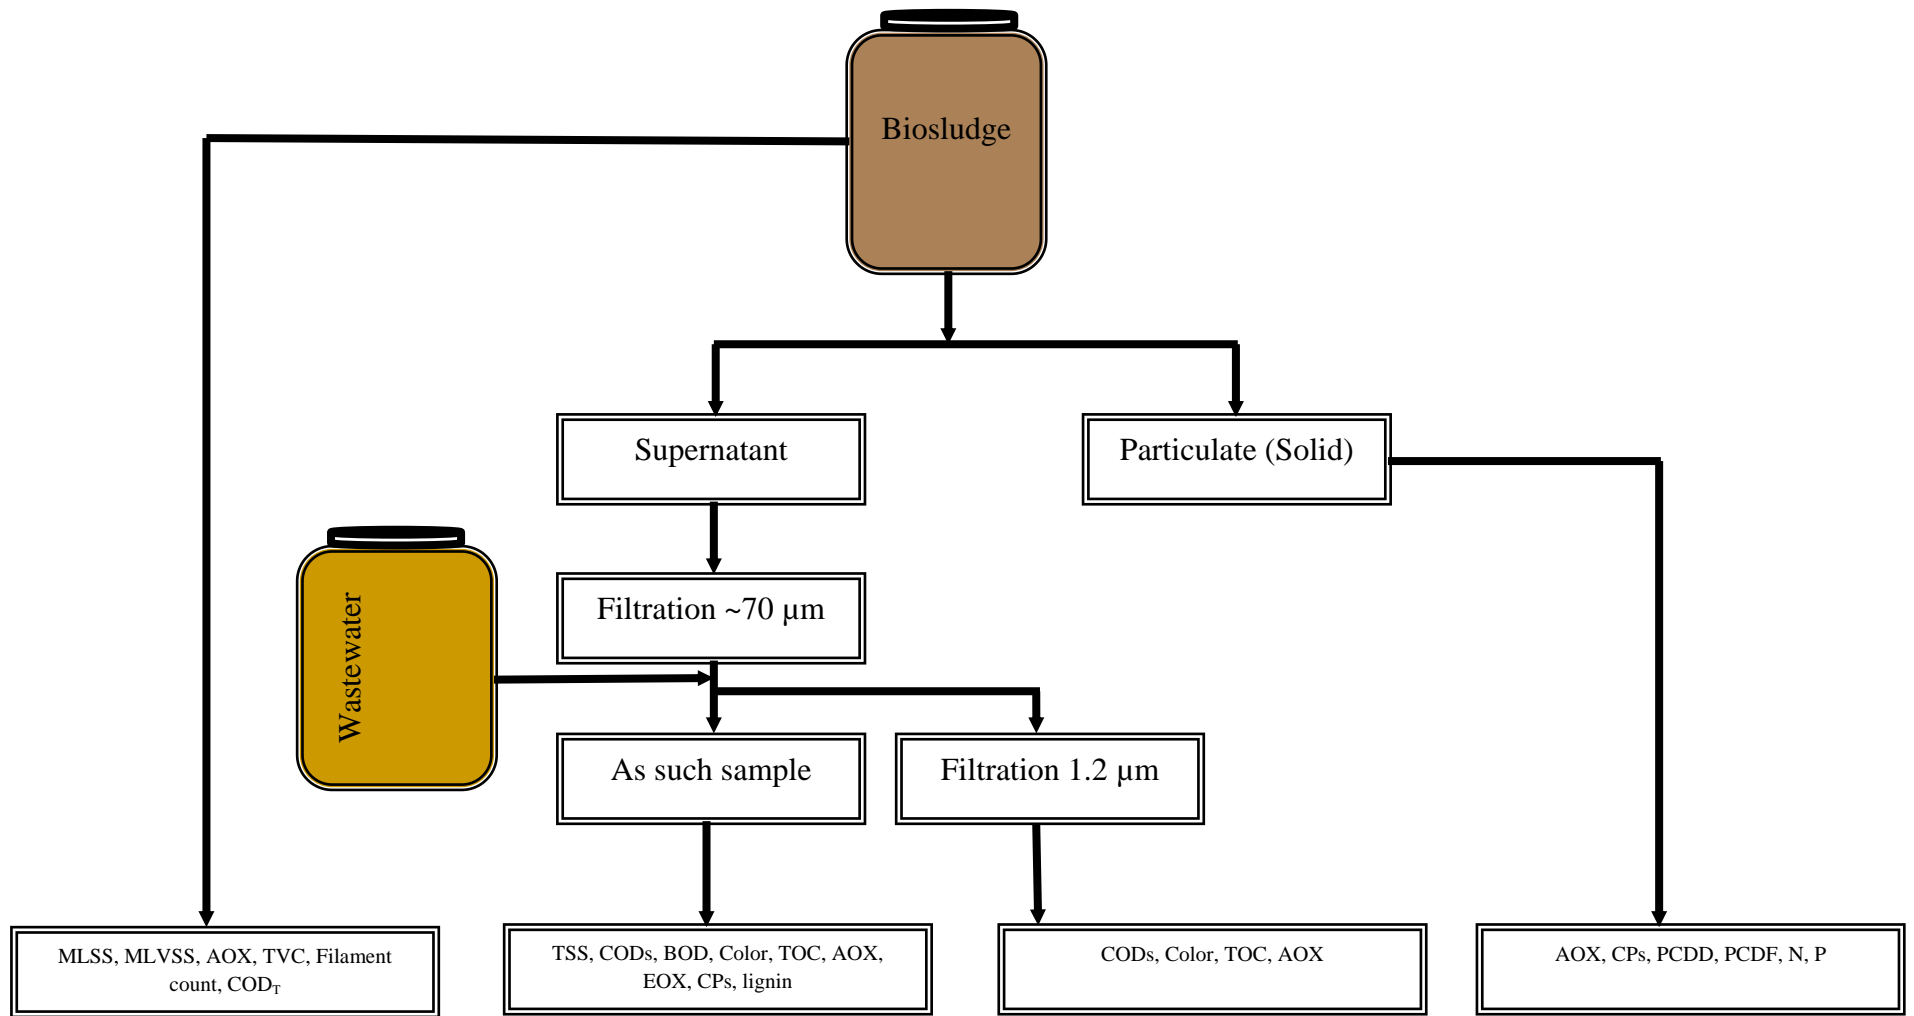 Biosludge
Supernatant
Particulate (Solid)
Filtration ~70 µm
Wastewater
As such sample
Filtration 1.2 µm
MLSS, MLVSS, AOX, TVC, Filament
count, COD_T
TSS, CODs, BOD, Color, TOC, AOX,
EOX, CPs, lignin
CODs, Color, TOC, AOX
AOX, CPs, PCDD, PCDF, N, P